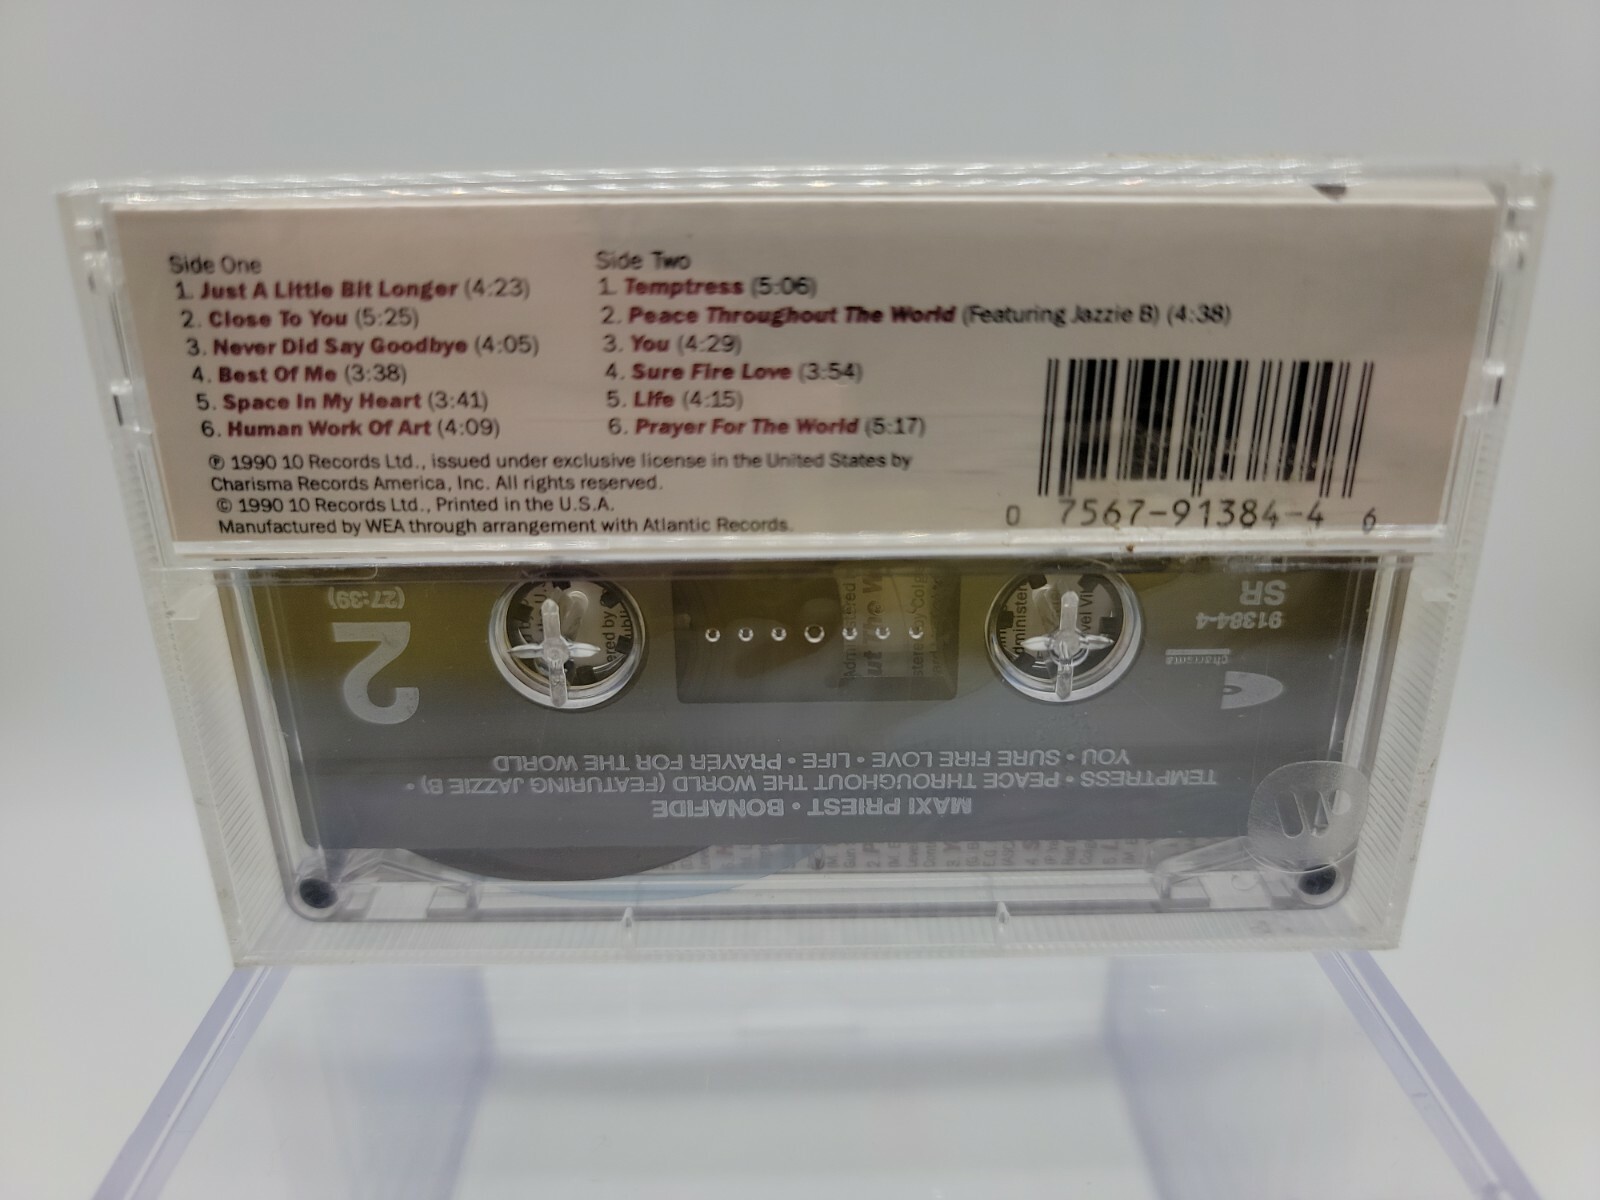 Side One
1. Just A Little Bit Longer (4:23)
2. Close To You (5:25)
3. Never Did Say Goodbye (4:05)
4. Best Of Me (3:38)
5. Space In My Heart (3:41)
6. Human Work Of Art (4:09)
Side Two
1. Temptress (5:06)
2. Peace Throughout The World (Featuring Jazzie B) (4:38)
3. You (4:29)
4. Sure Fire Love (3:54)
5. Life (4:15)
6. Prayer For The World (5:17)
℗ 1990 10 Records Ltd., issued under exclusive license in the United States by
Charisma Records America, Inc. All rights reserved.
© 1990 10 Records Ltd., Printed in the U.S.A.
Manufactured by WEA through arrangement with Atlantic Records.
0 7567-91384-4 6
MAXI PRIEST • BONAFIDE
TEMPTRESS • PEACE THROUGHOUT THE WORLD (FEATURING JAZZIE B) •
YOU • SURE FIRE LOVE • LIFE • PRAYER FOR THE WORLD
charisma
91384-4
SR
2
(27:39)